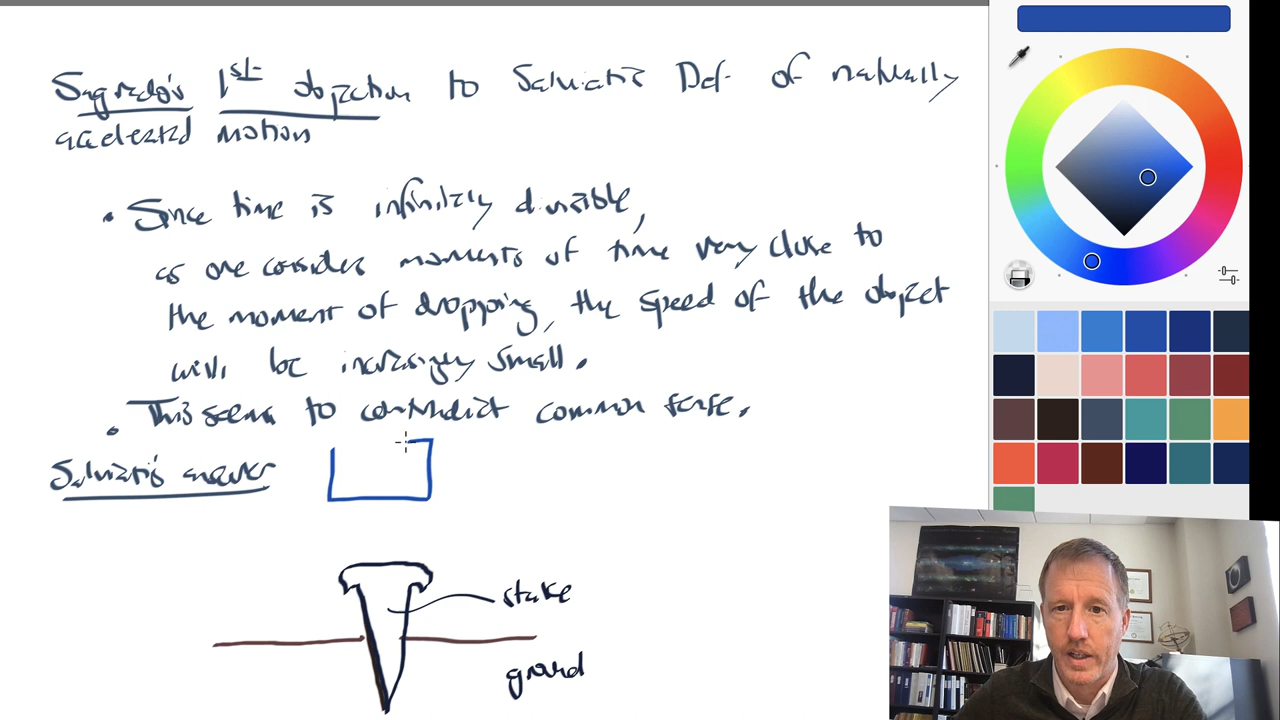 Sagredo's 1st objection to Salviati's Def of naturally
accelerated motion
• Since time is infinitely divisible,
as one considers moments of time very close to
the moment of dropping, the speed of the object
will be increasingly small.
• This seems to contradict common sense.
Salviati's answer
stake
ground